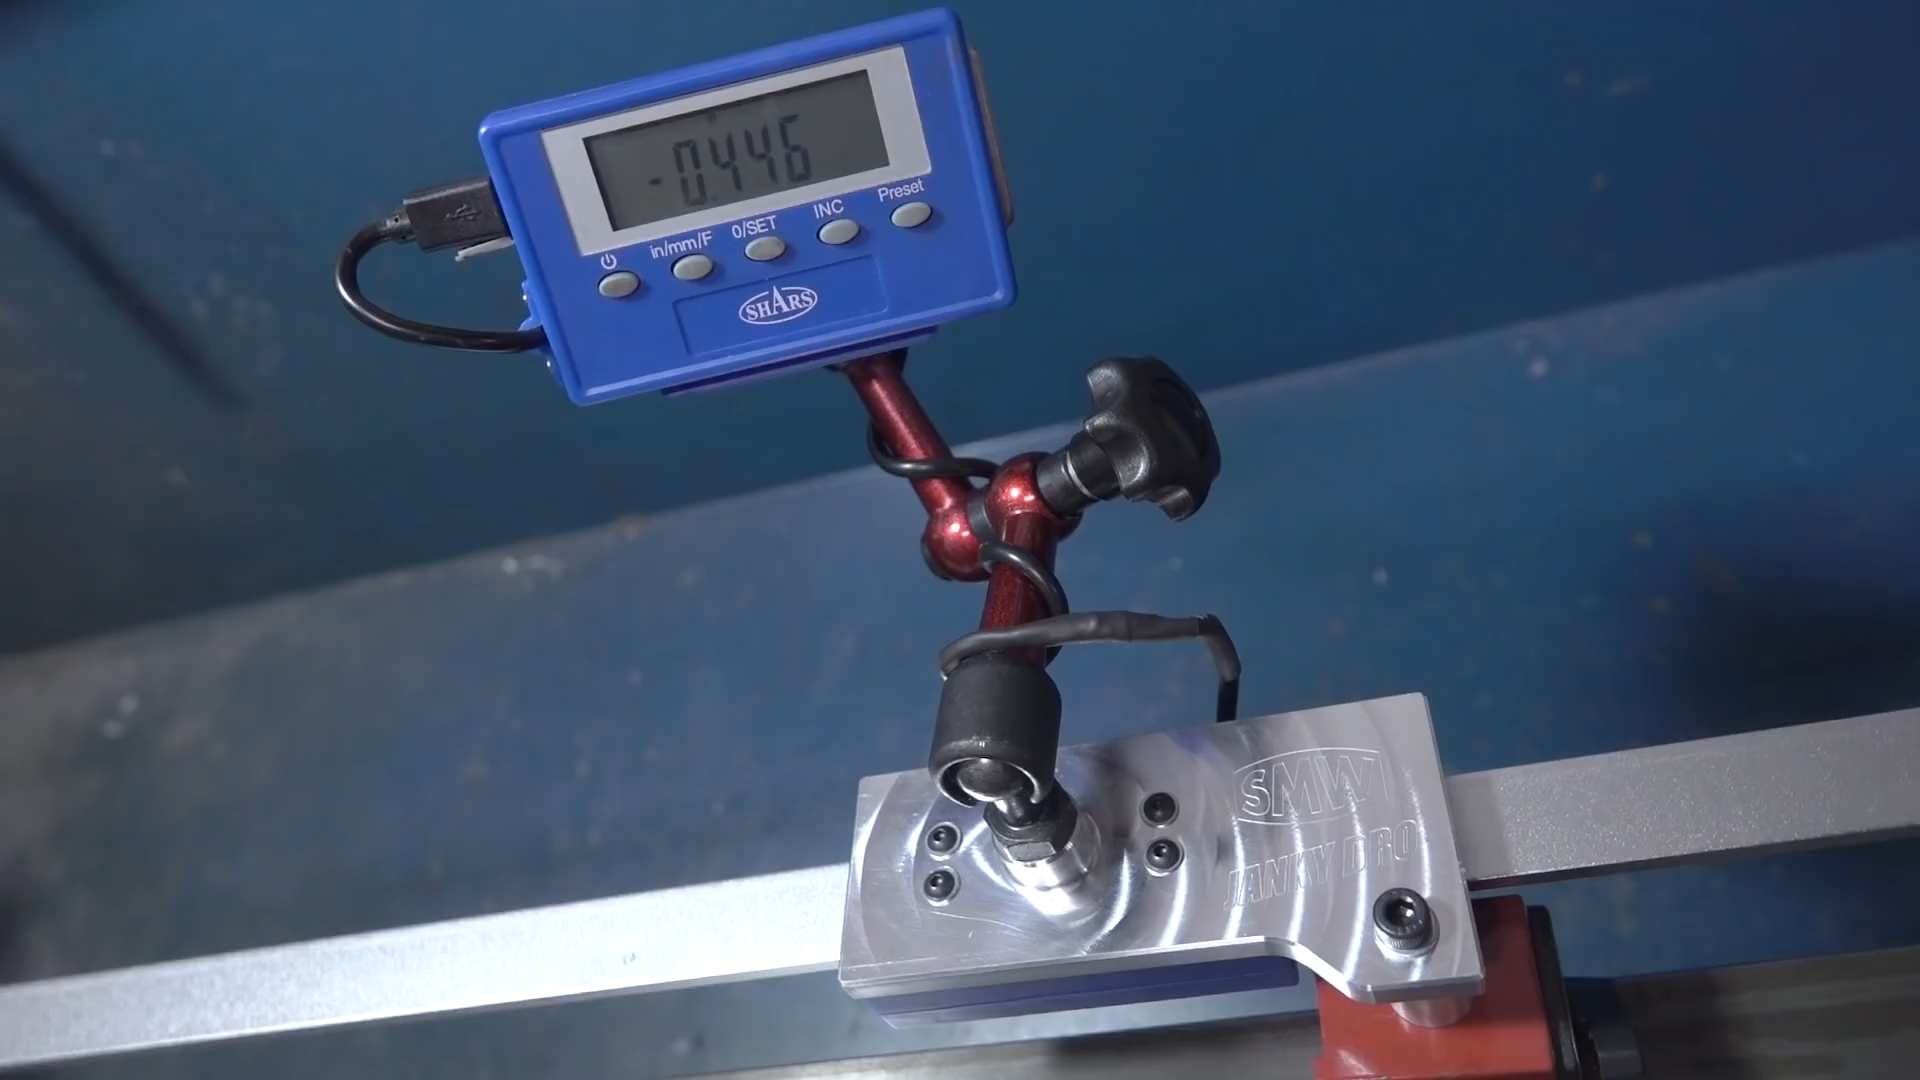 -0.446
in/mm/F
0/SET
INC
Preset
SHARS
SMW
JANKY DRO